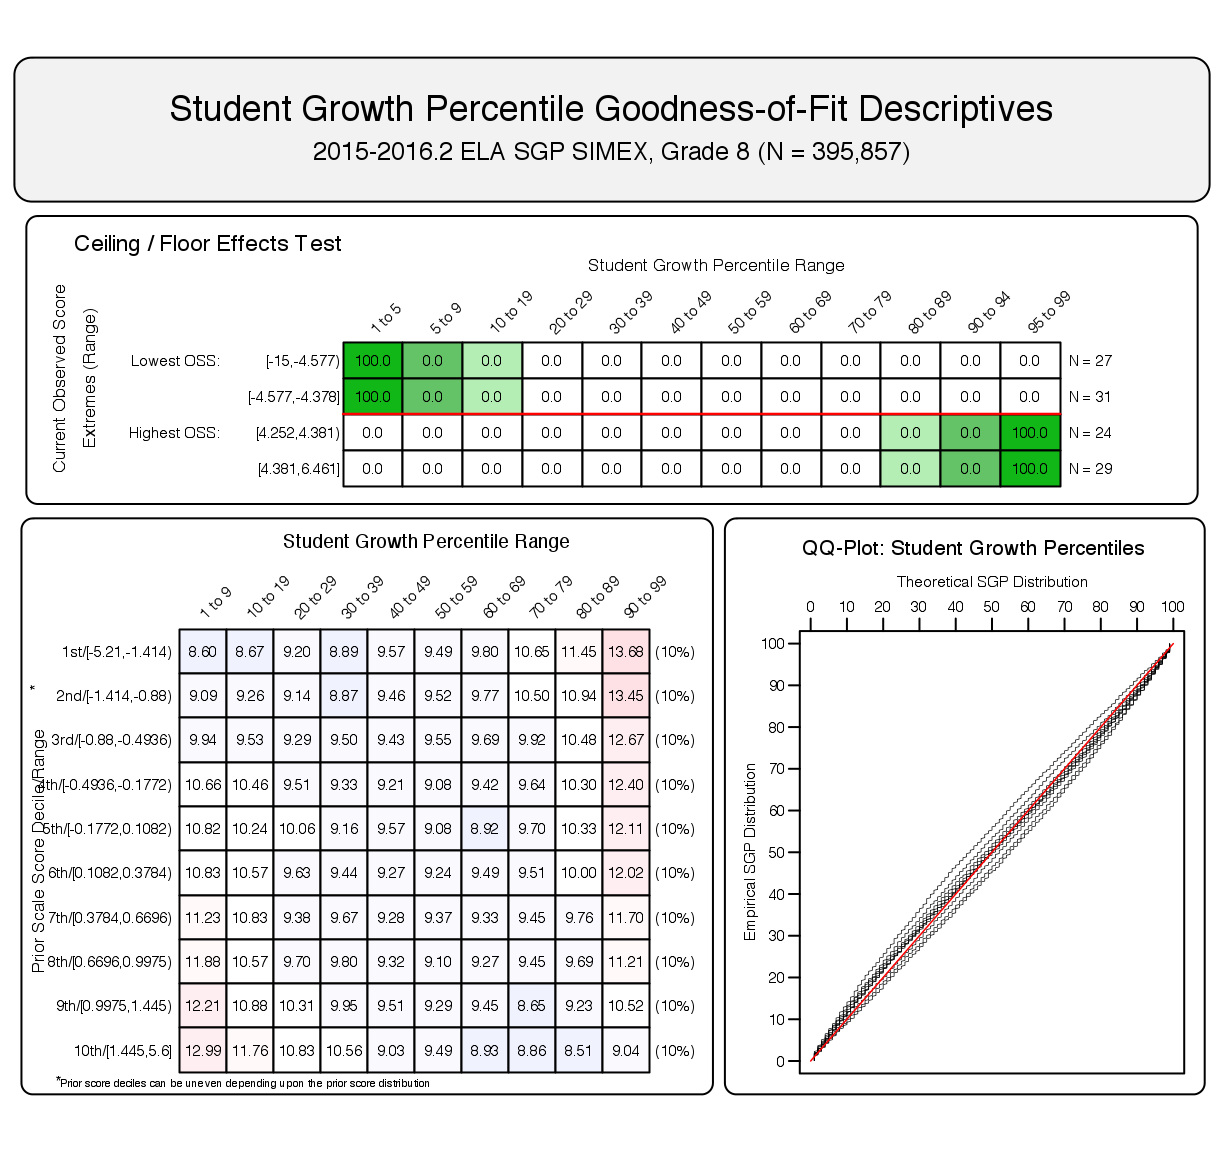 Student Growth Percentile Goodness-of-Fit Descriptives
2015-2016.2 ELA SGP SIMEX, Grade 8 (N = 395,857)
Ceiling / Floor Effects Test
Student Growth Percentile Range
1 to 5 5 to 9 10 to 19 20 to 29 30 to 39 40 to 49 50 to 59 60 to 69 70 to 79 80 to 89 90 to 94 95 to 99
Current Observed Score
Extremes (Range)
Lowest OSS: [-15,-4.577) 100.0 0.0 0.0 0.0 0.0 0.0 0.0 0.0 0.0 0.0 0.0 0.0 N = 27
[-4.577,-4.378] 100.0 0.0 0.0 0.0 0.0 0.0 0.0 0.0 0.0 0.0 0.0 0.0 N = 31
Highest OSS: [4.252,4.381) 0.0 0.0 0.0 0.0 0.0 0.0 0.0 0.0 0.0 0.0 0.0 100.0 N = 24
[4.381,6.461] 0.0 0.0 0.0 0.0 0.0 0.0 0.0 0.0 0.0 0.0 0.0 100.0 N = 29
Student Growth Percentile Range
1 to 9 10 to 19 20 to 29 30 to 39 40 to 49 50 to 59 60 to 69 70 to 79 80 to 89 90 to 99
* Prior Scale Score Decile/Range
1st/[-5.21,-1.414) 8.60 8.67 9.20 8.89 9.57 9.49 9.80 10.65 11.45 13.68 (10%)
2nd/[-1.414,-0.88) 9.09 9.26 9.14 8.87 9.46 9.52 9.77 10.50 10.94 13.45 (10%)
3rd/[-0.88,-0.4936) 9.94 9.53 9.29 9.50 9.43 9.55 9.69 9.92 10.48 12.67 (10%)
4th/[-0.4936,-0.1772) 10.66 10.46 9.51 9.33 9.21 9.08 9.42 9.64 10.30 12.40 (10%)
5th/[-0.1772,0.1082) 10.82 10.24 10.06 9.16 9.57 9.08 8.92 9.70 10.33 12.11 (10%)
6th/[0.1082,0.3784) 10.83 10.57 9.63 9.44 9.27 9.24 9.49 9.51 10.00 12.02 (10%)
7th/[0.3784,0.6696) 11.23 10.83 9.38 9.67 9.28 9.37 9.33 9.45 9.76 11.70 (10%)
8th/[0.6696,0.9975) 11.88 10.57 9.70 9.80 9.32 9.10 9.27 9.45 9.69 11.21 (10%)
9th/[0.9975,1.445) 12.21 10.88 10.31 9.95 9.51 9.29 9.45 8.65 9.23 10.52 (10%)
10th/[1.445,5.6] 12.99 11.76 10.83 10.56 9.03 9.49 8.93 8.86 8.51 9.04 (10%)
*Prior score deciles can be uneven depending upon the prior score distribution
QQ-Plot: Student Growth Percentiles
Theoretical SGP Distribution
0 10 20 30 40 50 60 70 80 90 100
Empirical SGP Distribution
100
90
80
70
60
50
40
30
20
10
0